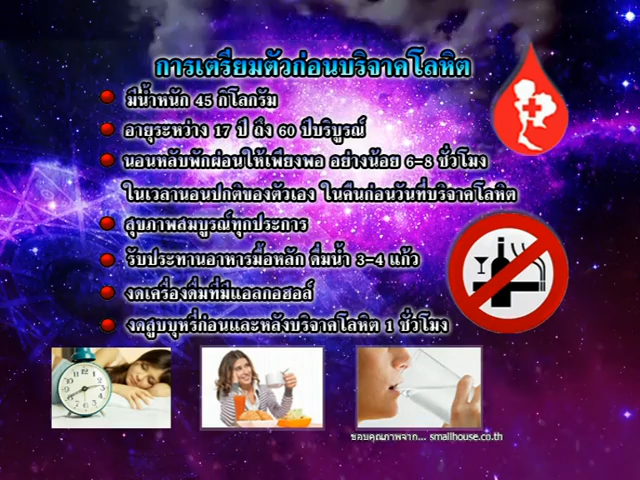 การเตรียมตัวก่อนบริจาคโลหิต
มีน้ำหนัก 45 กิโลกรัม
อายุระหว่าง 17 ปี ถึง 60 ปีบริบูรณ์
นอนหลับพักผ่อนให้เพียงพอ อย่างน้อย 6-8 ชั่วโมง
ในเวลานอนปกติของตัวเอง ในคืนก่อนวันที่บริจาคโลหิต
สุขภาพสมบูรณ์ทุกประการ
รับประทานอาหารมื้อหลัก ดื่มน้ำ 3-4 แก้ว
งดเครื่องดื่มที่มีแอลกอฮอล์
งดสูบบุหรี่ก่อนและหลังบริจาคโลหิต 1 ชั่วโมง
ขอบคุณภาพจาก... smallhouse.co.th